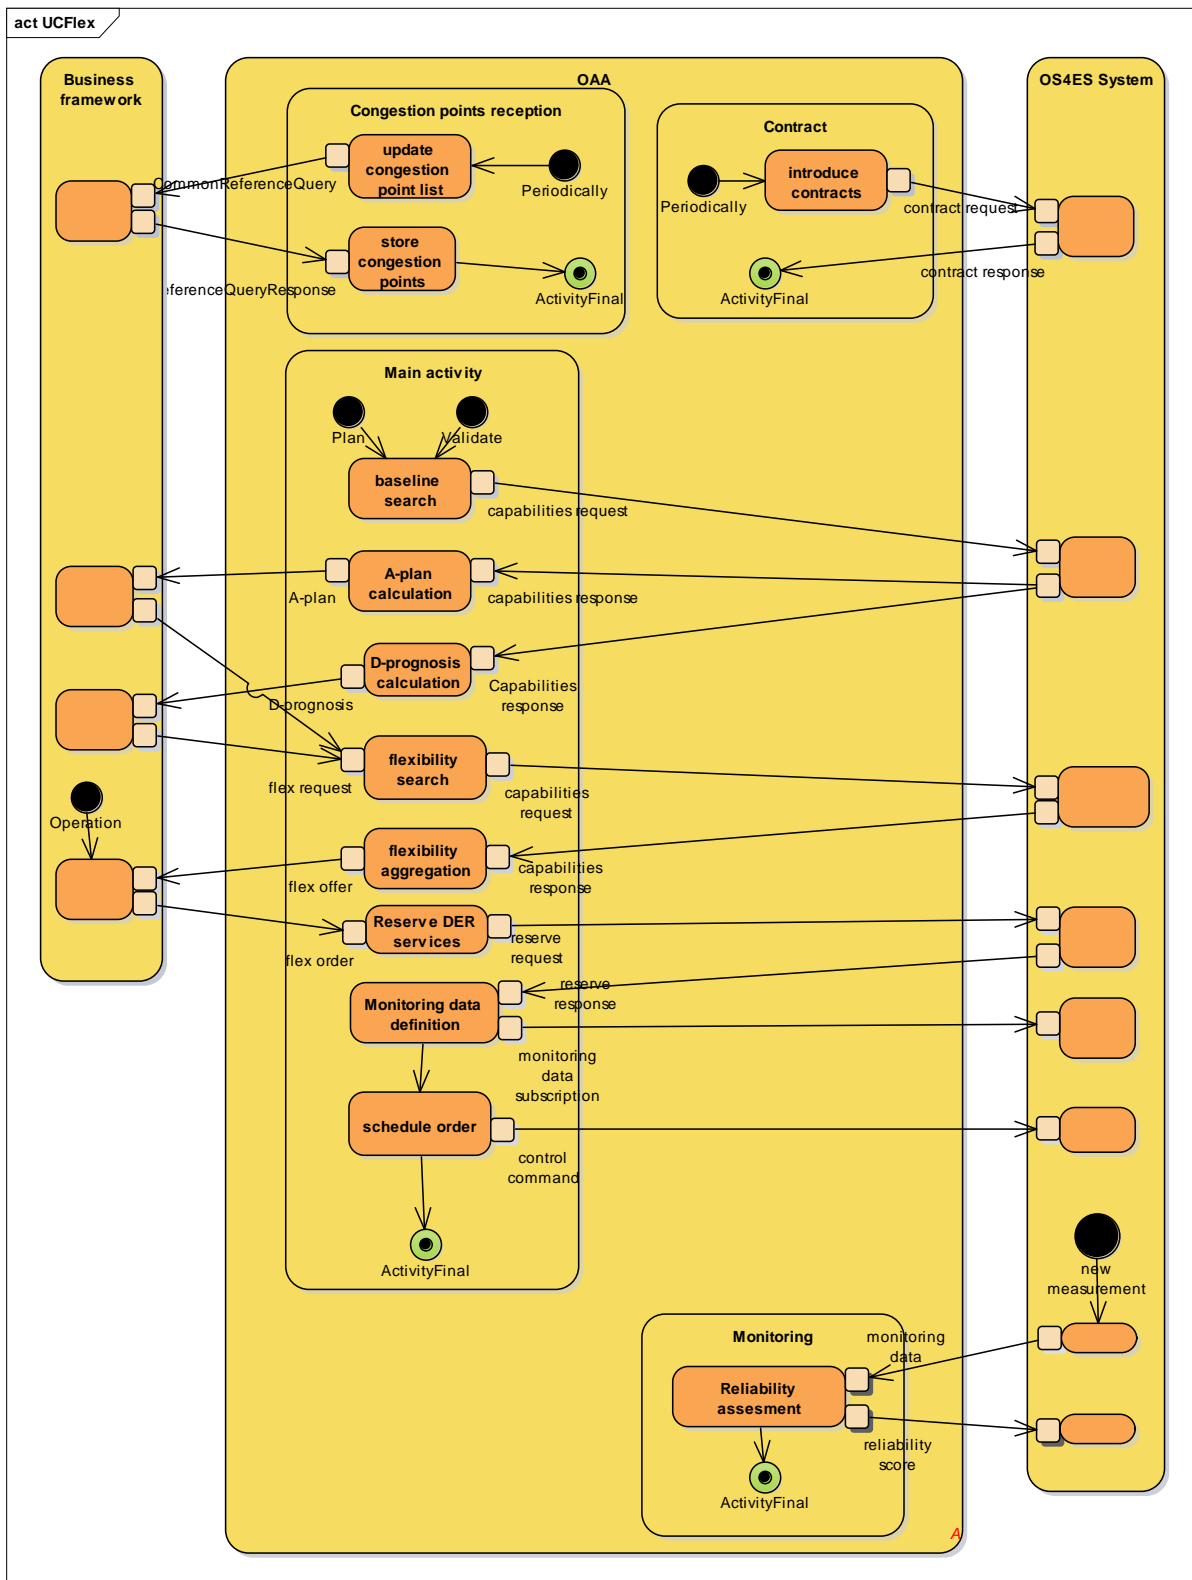 act UCFlex
Business
framework
OAA
OS4ES System
Congestion points reception
Contract
update
congestion
point list
Periodically
CommonReferenceQuery
introduce
contracts
Periodically
contract request
store
congestion
points
eferenceQueryResponse
ActivityFinal
contract response
ActivityFinal
Main activity
Plan
Validate
baseline
search
capabilities request
A-plan
calculation
A-plan
capabilities response
D-prognosis
calculation
D-prognosis
Capabilities
response
flexibility
search
flex request
capabilities
request
Operation
flexibility
aggregation
flex offer
capabilities
response
Reserve DER
services
flex order
reserve
request
reserve
response
Monitoring data
definition
monitoring
data
subscription
schedule order
control
command
ActivityFinal
new
measurement
Monitoring
monitoring
data
Reliability
assesment
reliability
score
ActivityFinal
A